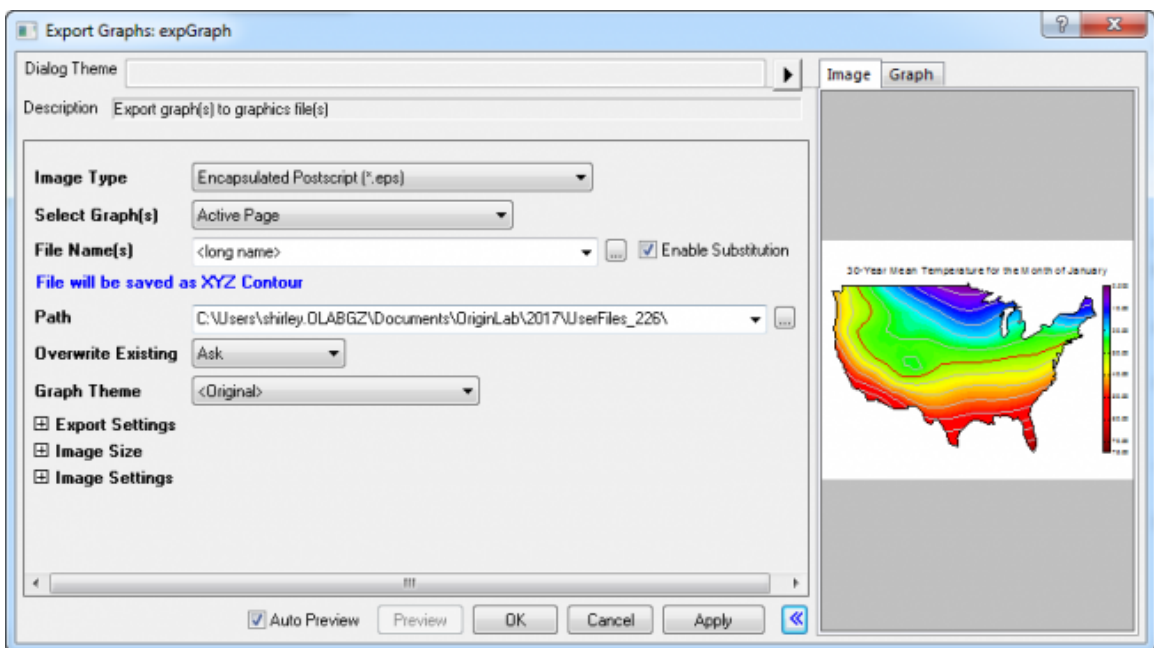 Export Graphs: expGraph
Dialog Theme
Description Export graph(s) to graphics file(s)
Image Type Encapsulated Postscript (*.eps)
Select Graph(s) Active Page
File Name(s) <long name> ... Enable Substitution
File will be saved as XYZ Contour
Path C:\Users\shirley.OLABGZ\Documents\OriginLab\2017\UserFiles_226\ ...
Overwrite Existing Ask
Graph Theme <Original>
Export Settings
Image Size
Image Settings
Auto Preview Preview OK Cancel Apply
Image Graph
30-Year Mean Temperature for the Month of January